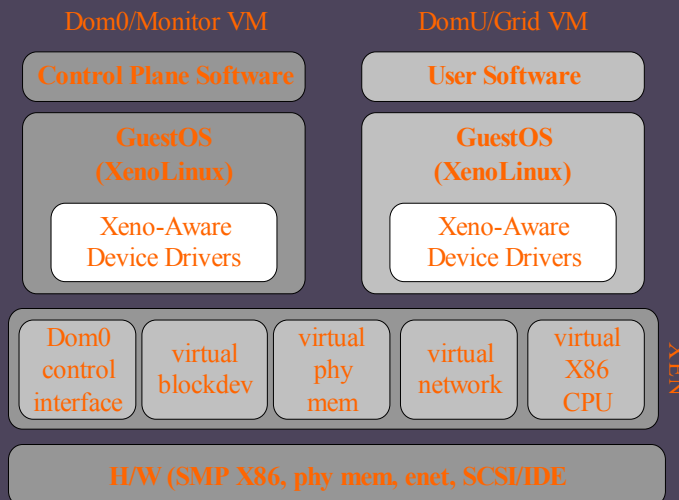 Dom0/Monitor VM
DomU/Grid VM
Control Plane Software
User Software
GuestOS
(XenoLinux)
Xeno-Aware
Device Drivers
GuestOS
(XenoLinux)
Xeno-Aware
Device Drivers
Dom0
control
interface
virtual
blockdev
virtual
phy
mem
virtual
network
virtual
X86
CPU
XEN
H/W (SMP X86, phy mem, enet, SCSI/IDE